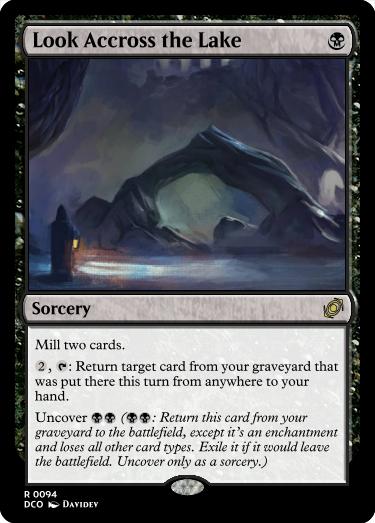 Look Accross the Lake
Sorcery
Mill two cards.
2, : Return target card from your graveyard that
was put there this turn from anywhere to your
hand.
Uncover (: Return this card from your
graveyard to the battlefield, except it's an enchantment
and loses all other card types. Exile it if it would leave
the battlefield. Uncover only as a sorcery.)
R 0094
DCO Davidev